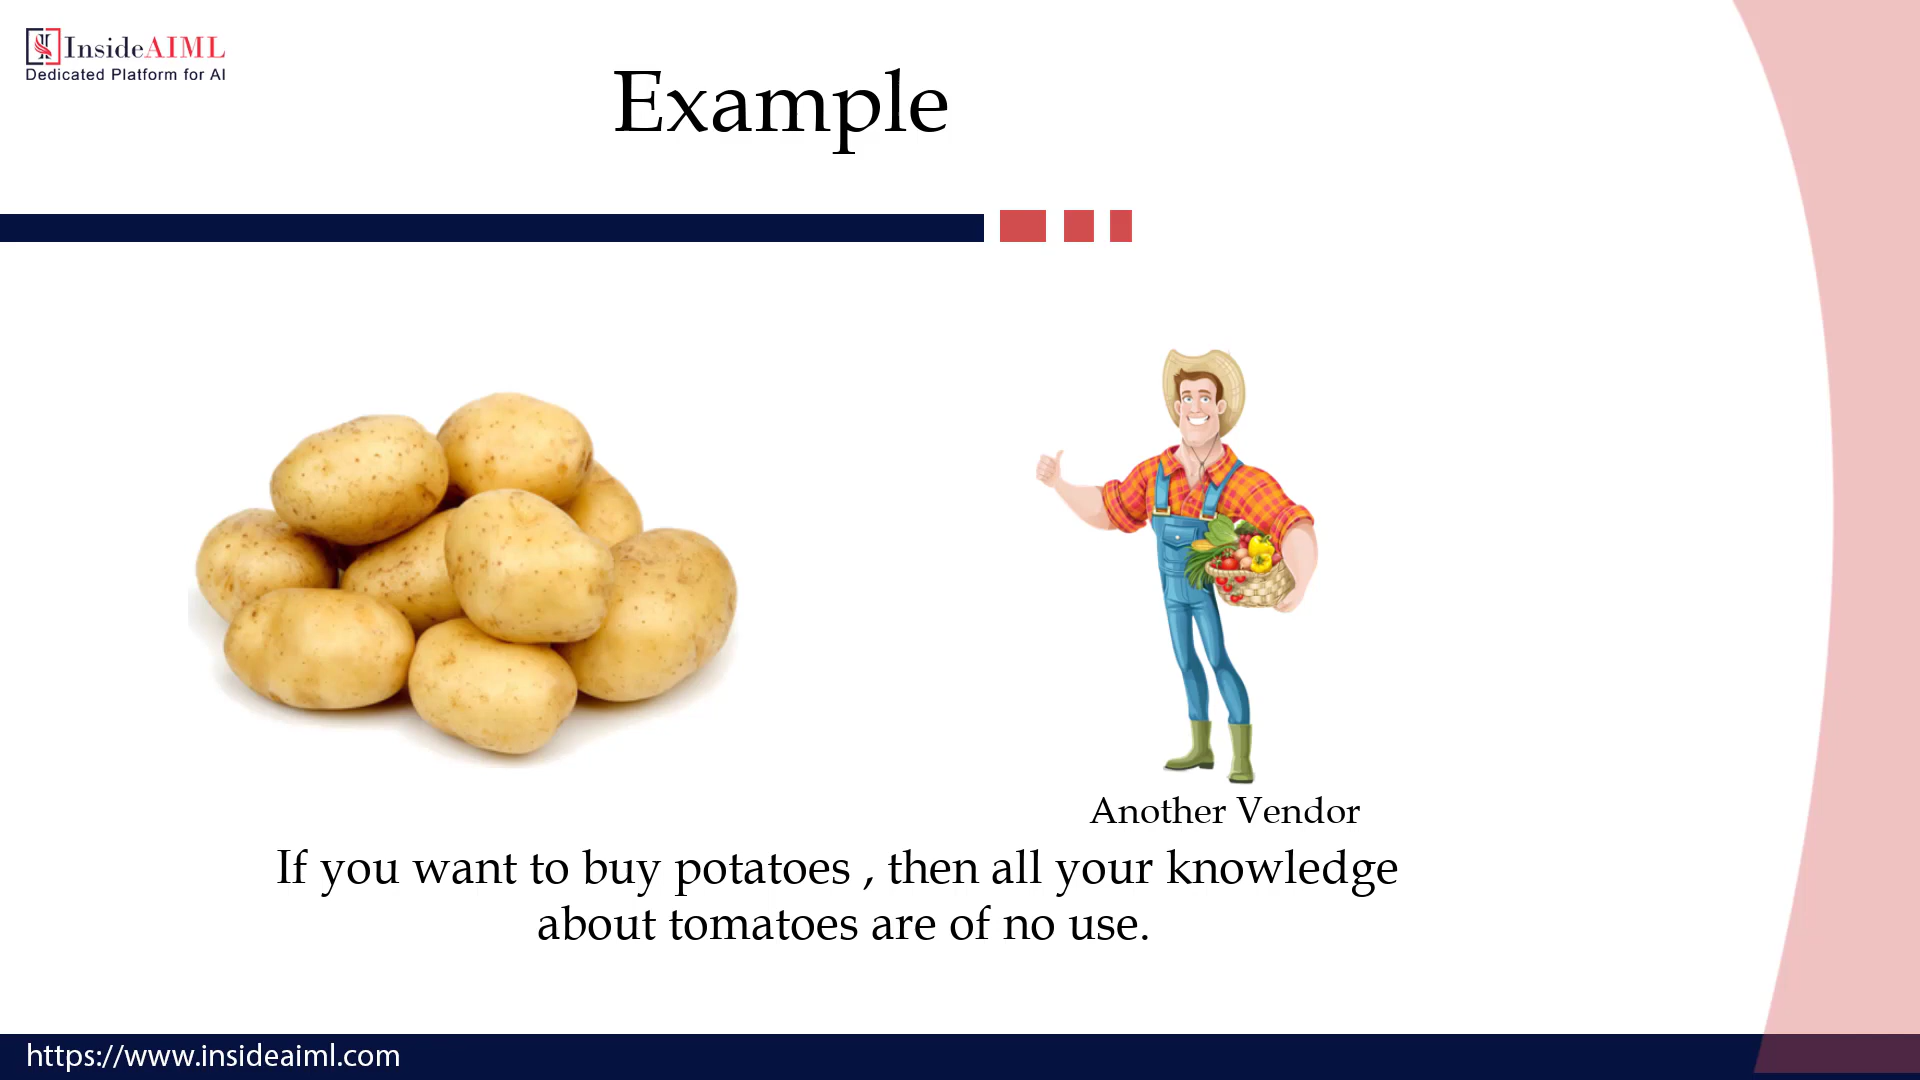 InsideAIML
Dedicated Platform for AI
Example
Another Vendor
If you want to buy potatoes , then all your knowledge
about tomatoes are of no use.
https://www.insideaiml.com